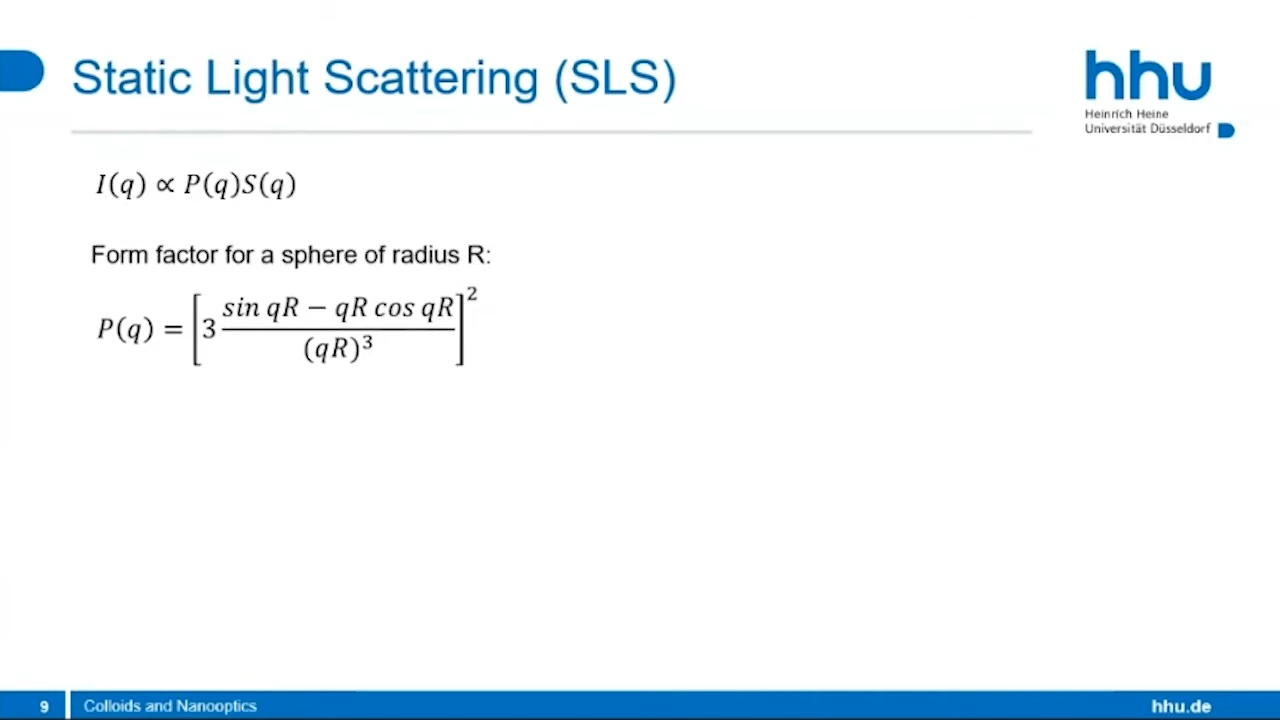 Static Light Scattering (SLS)
hhu
Heinrich Heine
Universität Düsseldorf
I(q) ∝ P(q)S(q)
Form factor for a sphere of radius R:
P(q) = [3 (sin qR − qR cos qR)/(qR)³]²
9
Colloids and Nanooptics
hhu.de